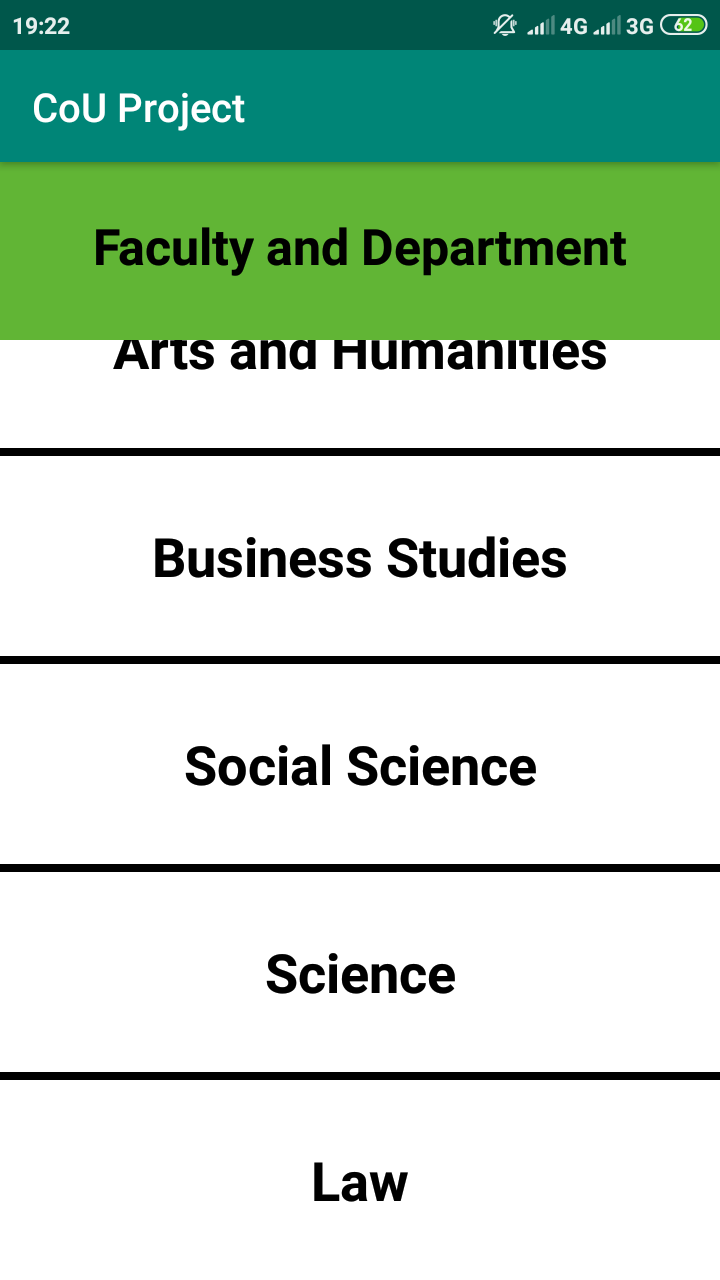 19:22 4G 3G 62
CoU Project
Faculty and Department
Arts and Humanities
Business Studies
Social Science
Science
Law